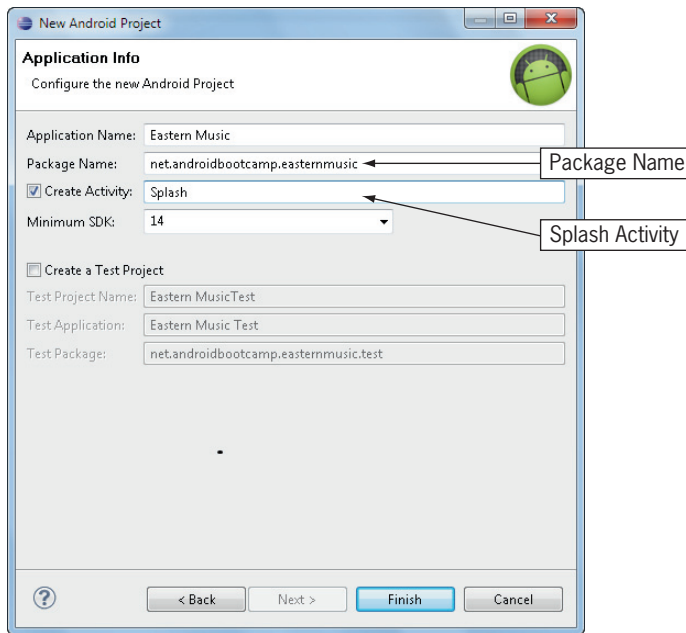 New Android Project
Application Info
Configure the new Android Project
Application Name: Eastern Music
Package Name: net.androidbootcamp.easternmusic
Package Name
Create Activity: Splash
Splash Activity
Minimum SDK: 14
Create a Test Project
Test Project Name: Eastern MusicTest
Test Application: Eastern Music Test
Test Package: net.androidbootcamp.easternmusic.test
?
< Back Next > Finish Cancel